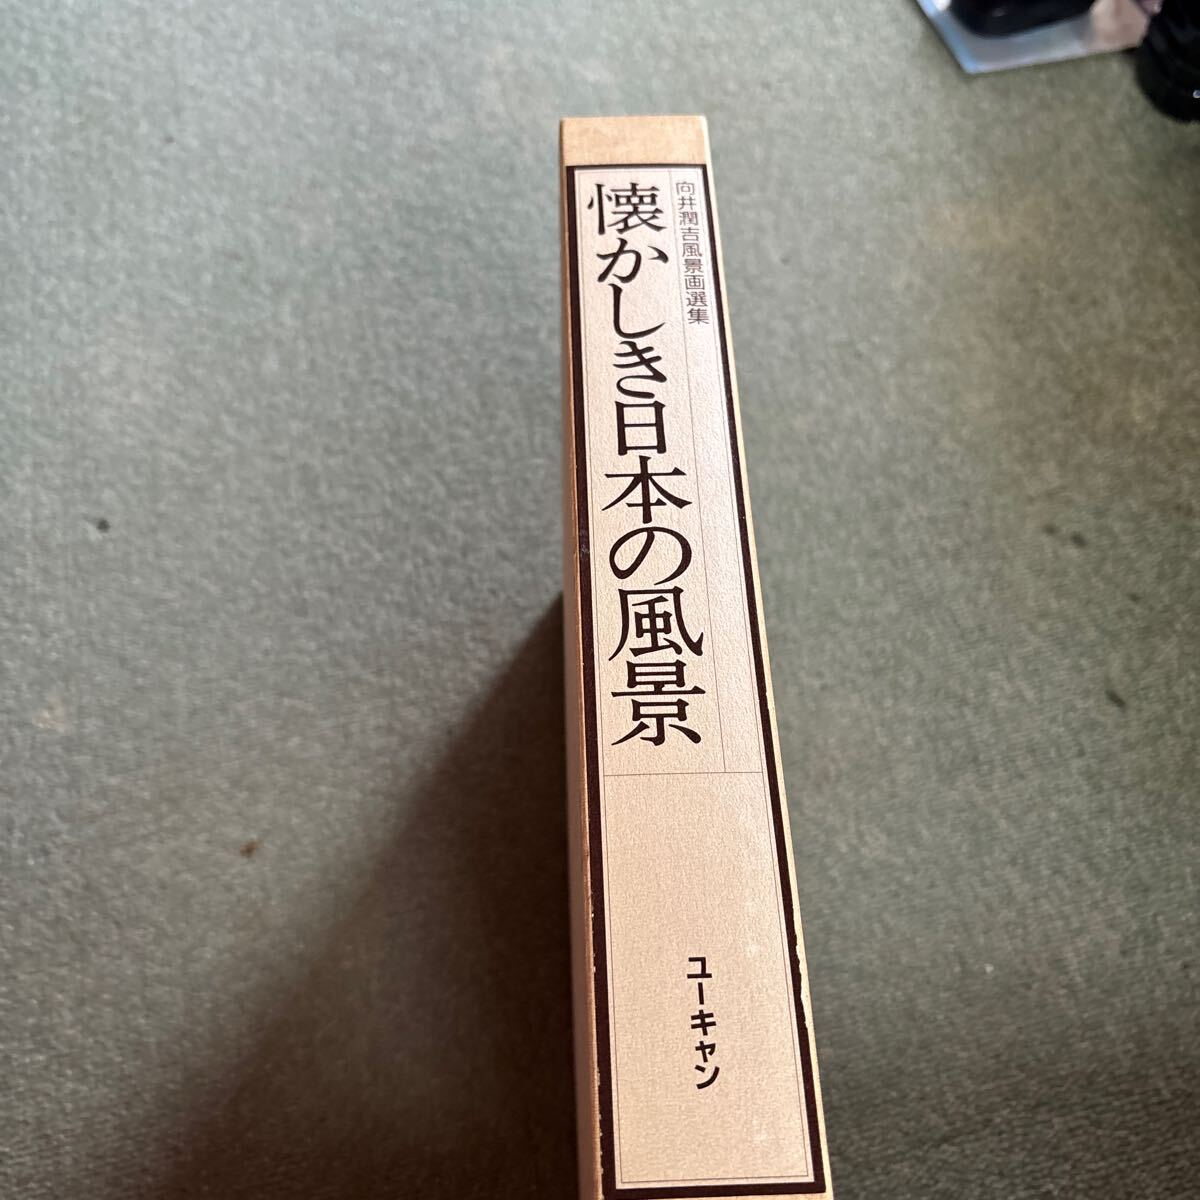 向井潤吉風景画選集
懐かしき日本の風景
ユーキャン